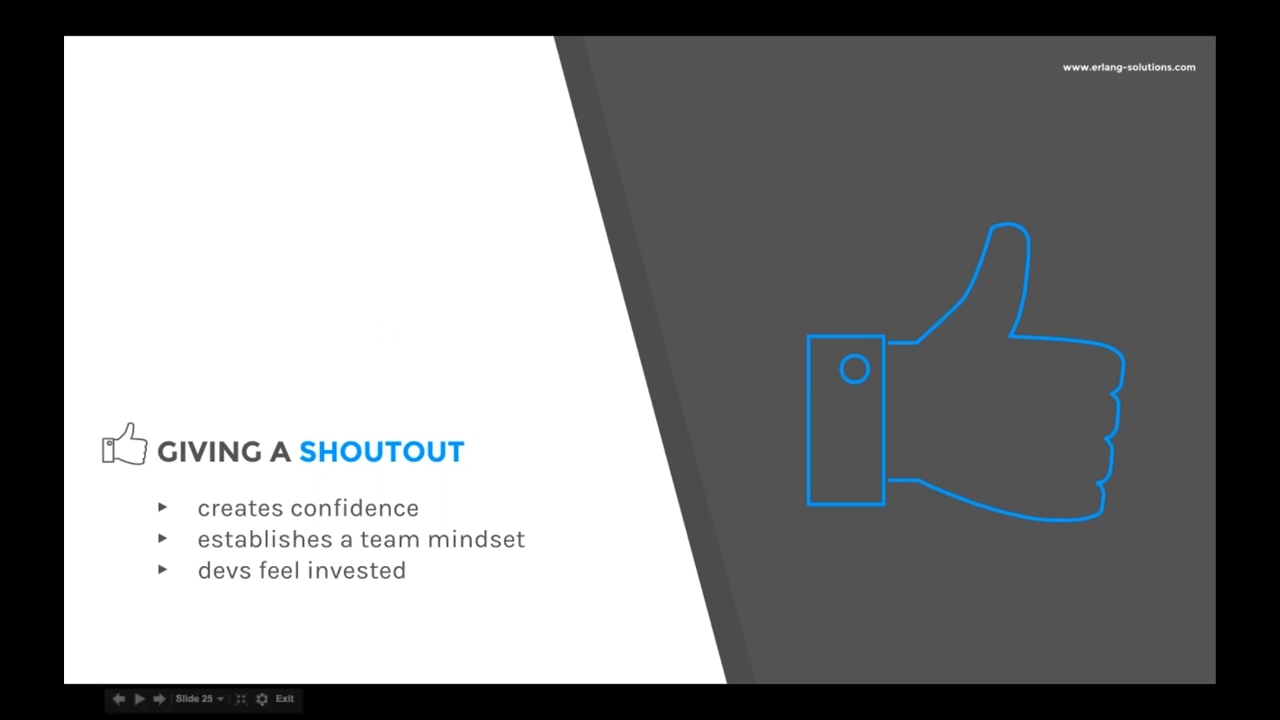 www.erlang-solutions.com
GIVING A SHOUTOUT
creates confidence
establishes a team mindset
devs feel invested
Slide 25
Exit